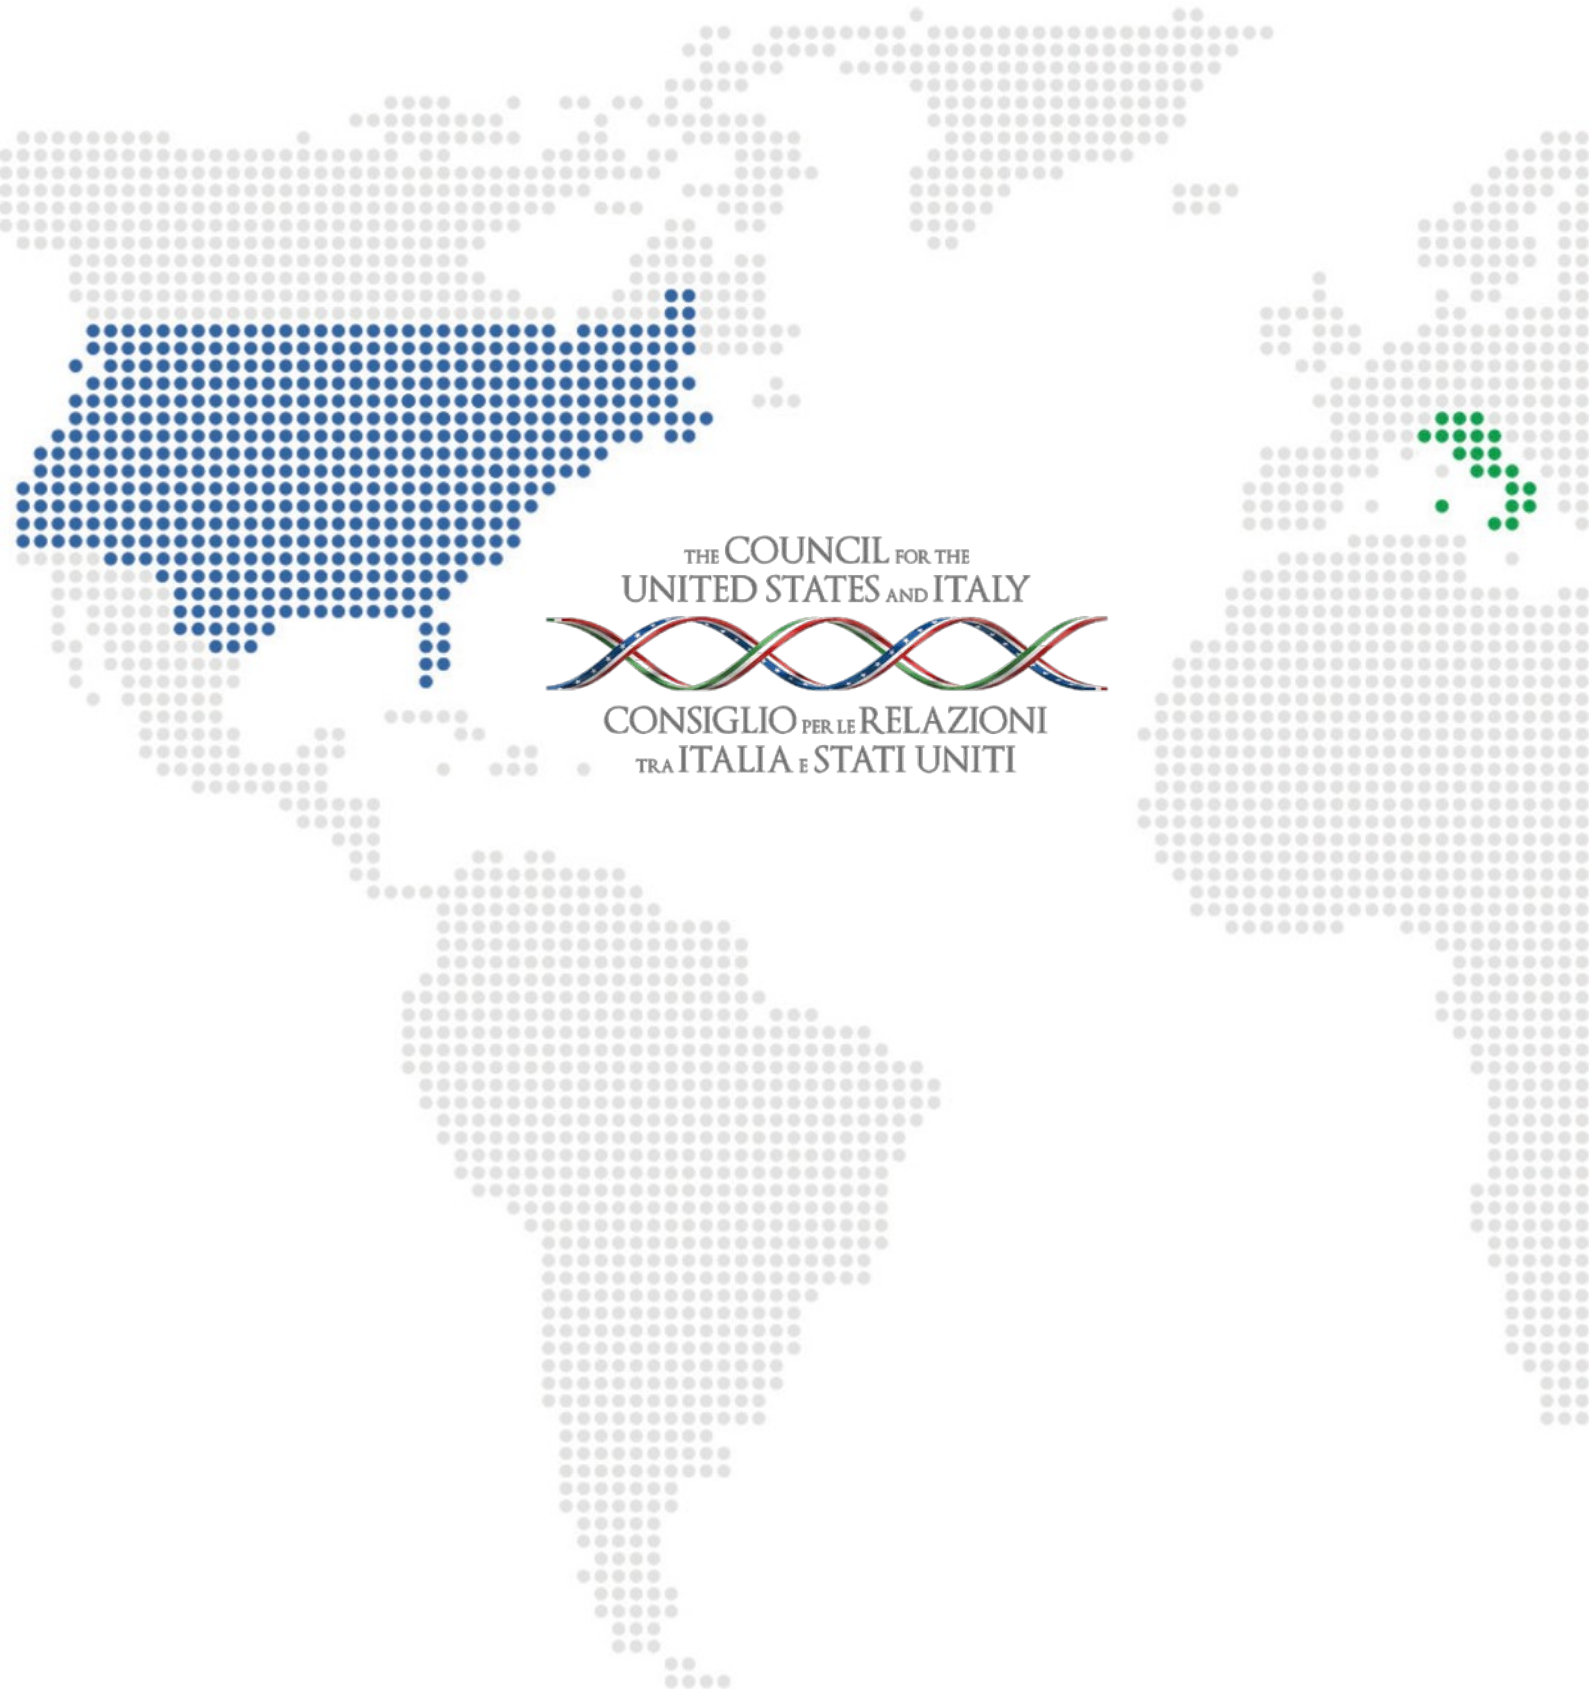 THE COUNCIL FOR THE
UNITED STATES AND ITALY
CONSIGLIO PER LE RELAZIONI
TRA ITALIA E STATI UNITI